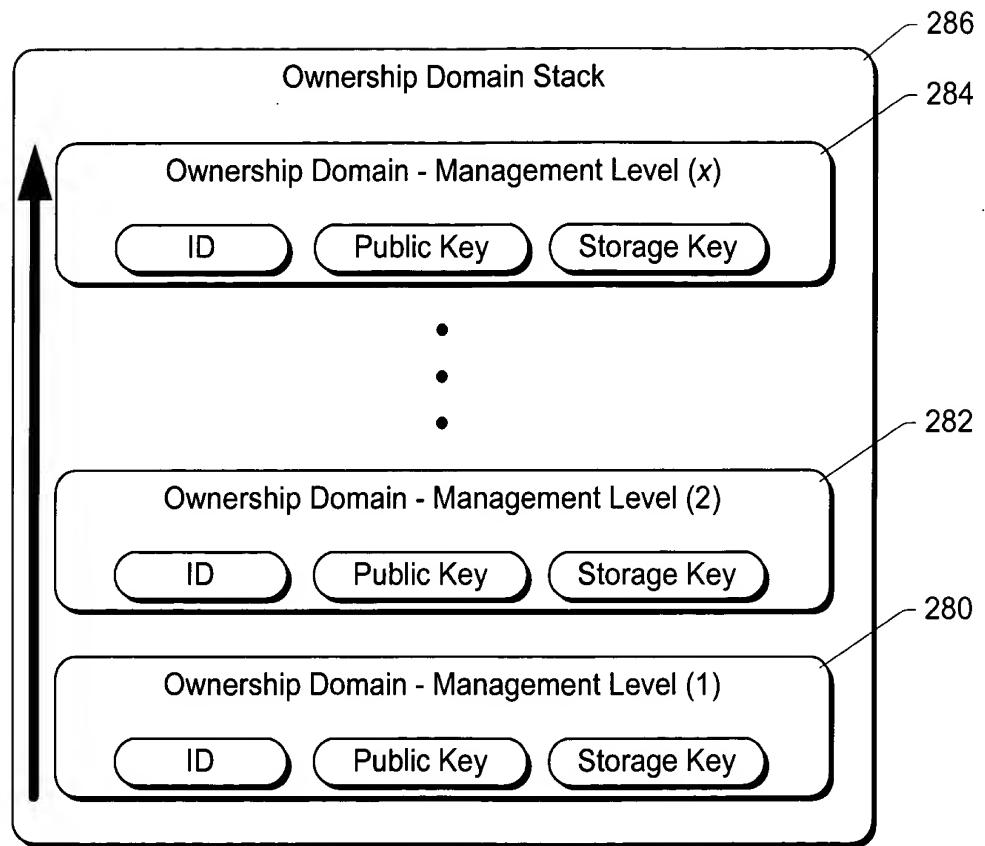 286
Ownership Domain Stack
284
Ownership Domain - Management Level (x)
ID Public Key Storage Key
282
Ownership Domain - Management Level (2)
ID Public Key Storage Key
280
Ownership Domain - Management Level (1)
ID Public Key Storage Key